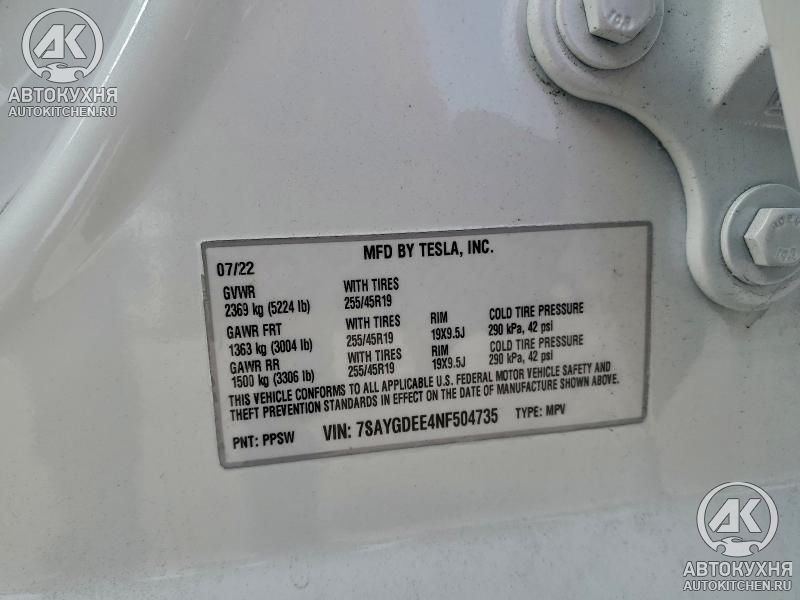 AK
АВТОКУХНЯ
AUTOKITCHEN.RU
MFD BY TESLA, INC.
07/22
GVWR WITH TIRES
2369 kg (5224 lb) 255/45R19
GAWR FRT WITH TIRES RIM COLD TIRE PRESSURE
1363 kg (3004 lb) 255/45R19 19X9.5J 290 kPa, 42 psi
GAWR RR WITH TIRES RIM COLD TIRE PRESSURE
1500 kg (3306 lb) 255/45R19 19X9.5J 290 kPa, 42 psi
THIS VEHICLE CONFORMS TO ALL APPLICABLE U.S. FEDERAL MOTOR VEHICLE SAFETY AND
THEFT PREVENTION STANDARDS IN EFFECT ON THE DATE OF MANUFACTURE SHOWN ABOVE.
PNT: PPSW VIN: 7SAYGDEE4NF504735 TYPE: MPV
AK
АВТОКУХНЯ
AUTOKITCHEN.RU